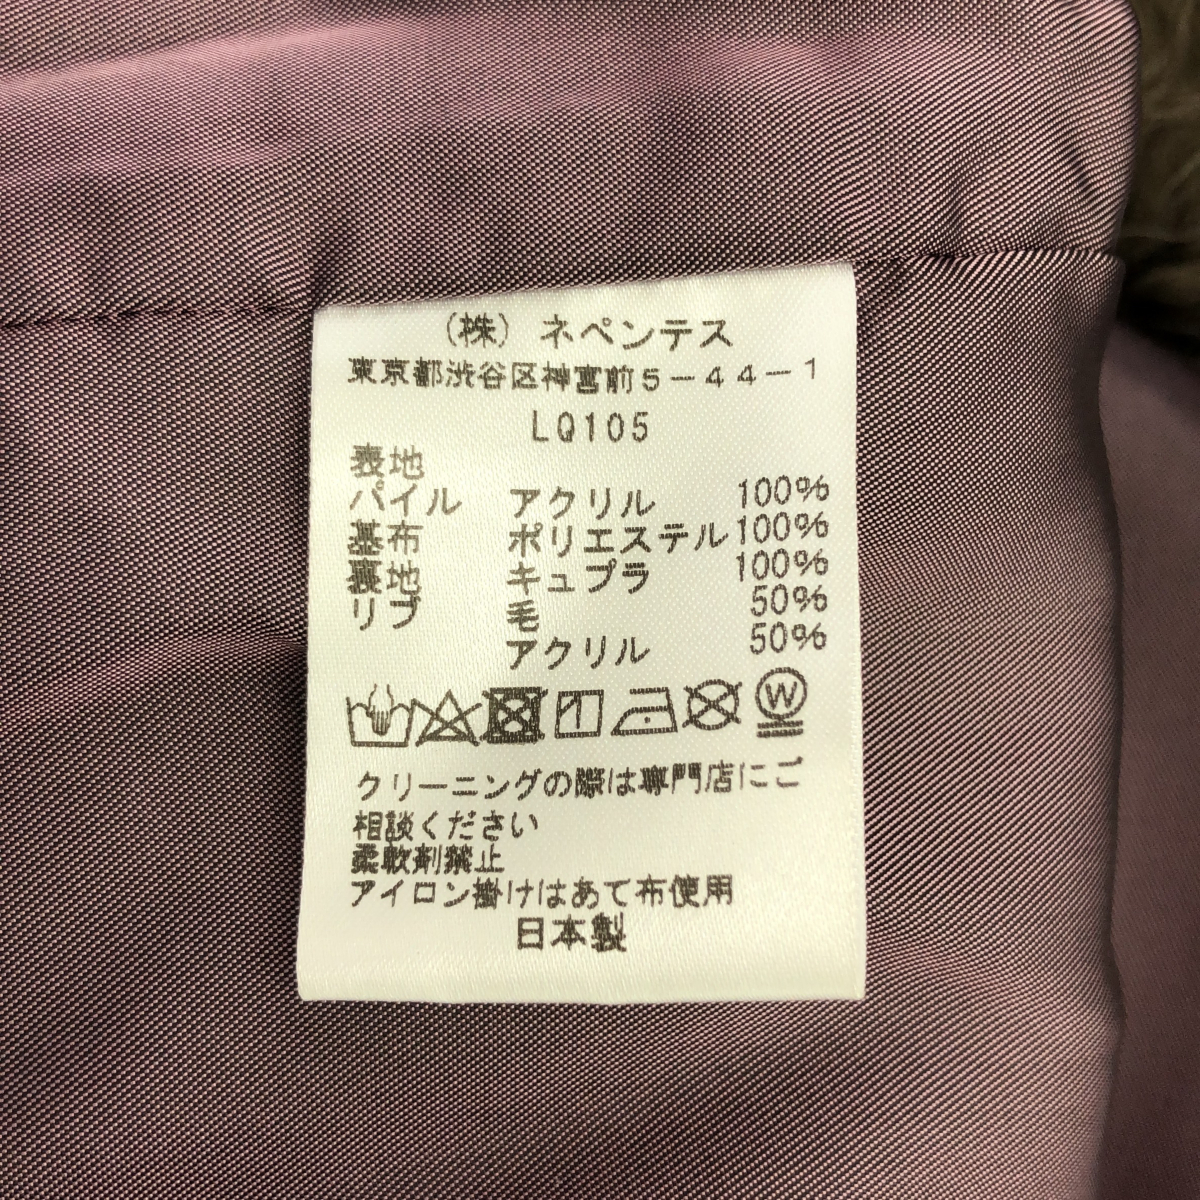 (株) ネペンテス
東京都渋谷区神宮前5-44-1
LQ105
表地
パイル アクリル 100%
基布 ポリエステル 100%
裏地 キュプラ 100%
リブ 毛 50%
アクリル 50%
W
クリーニングの際は専門店にご
相談ください
柔軟剤禁止
アイロン掛けはあて布使用
日本製